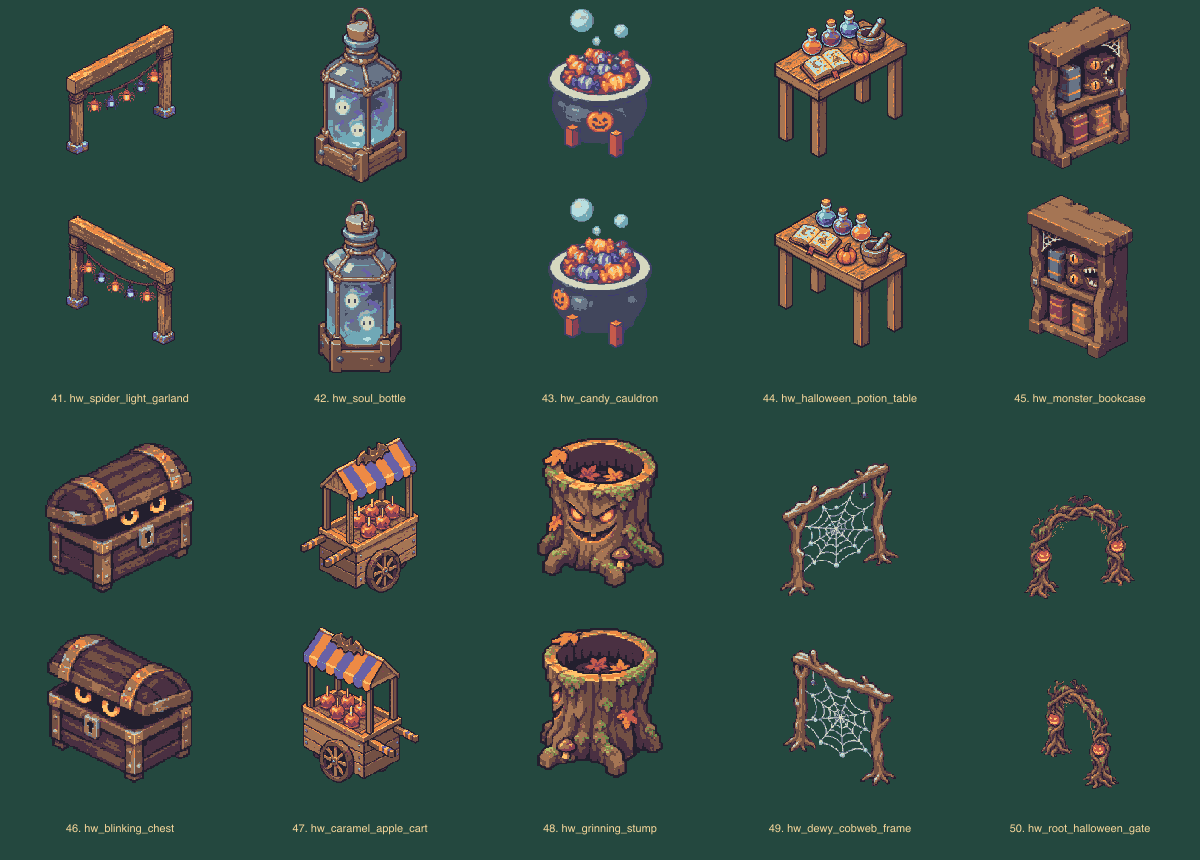 41. hw_spider_light_garland
42. hw_soul_bottle
43. hw_candy_cauldron
44. hw_halloween_potion_table
45. hw_monster_bookcase
46. hw_blinking_chest
47. hw_caramel_apple_cart
48. hw_grinning_stump
49. hw_dewy_cobweb_frame
50. hw_root_halloween_gate